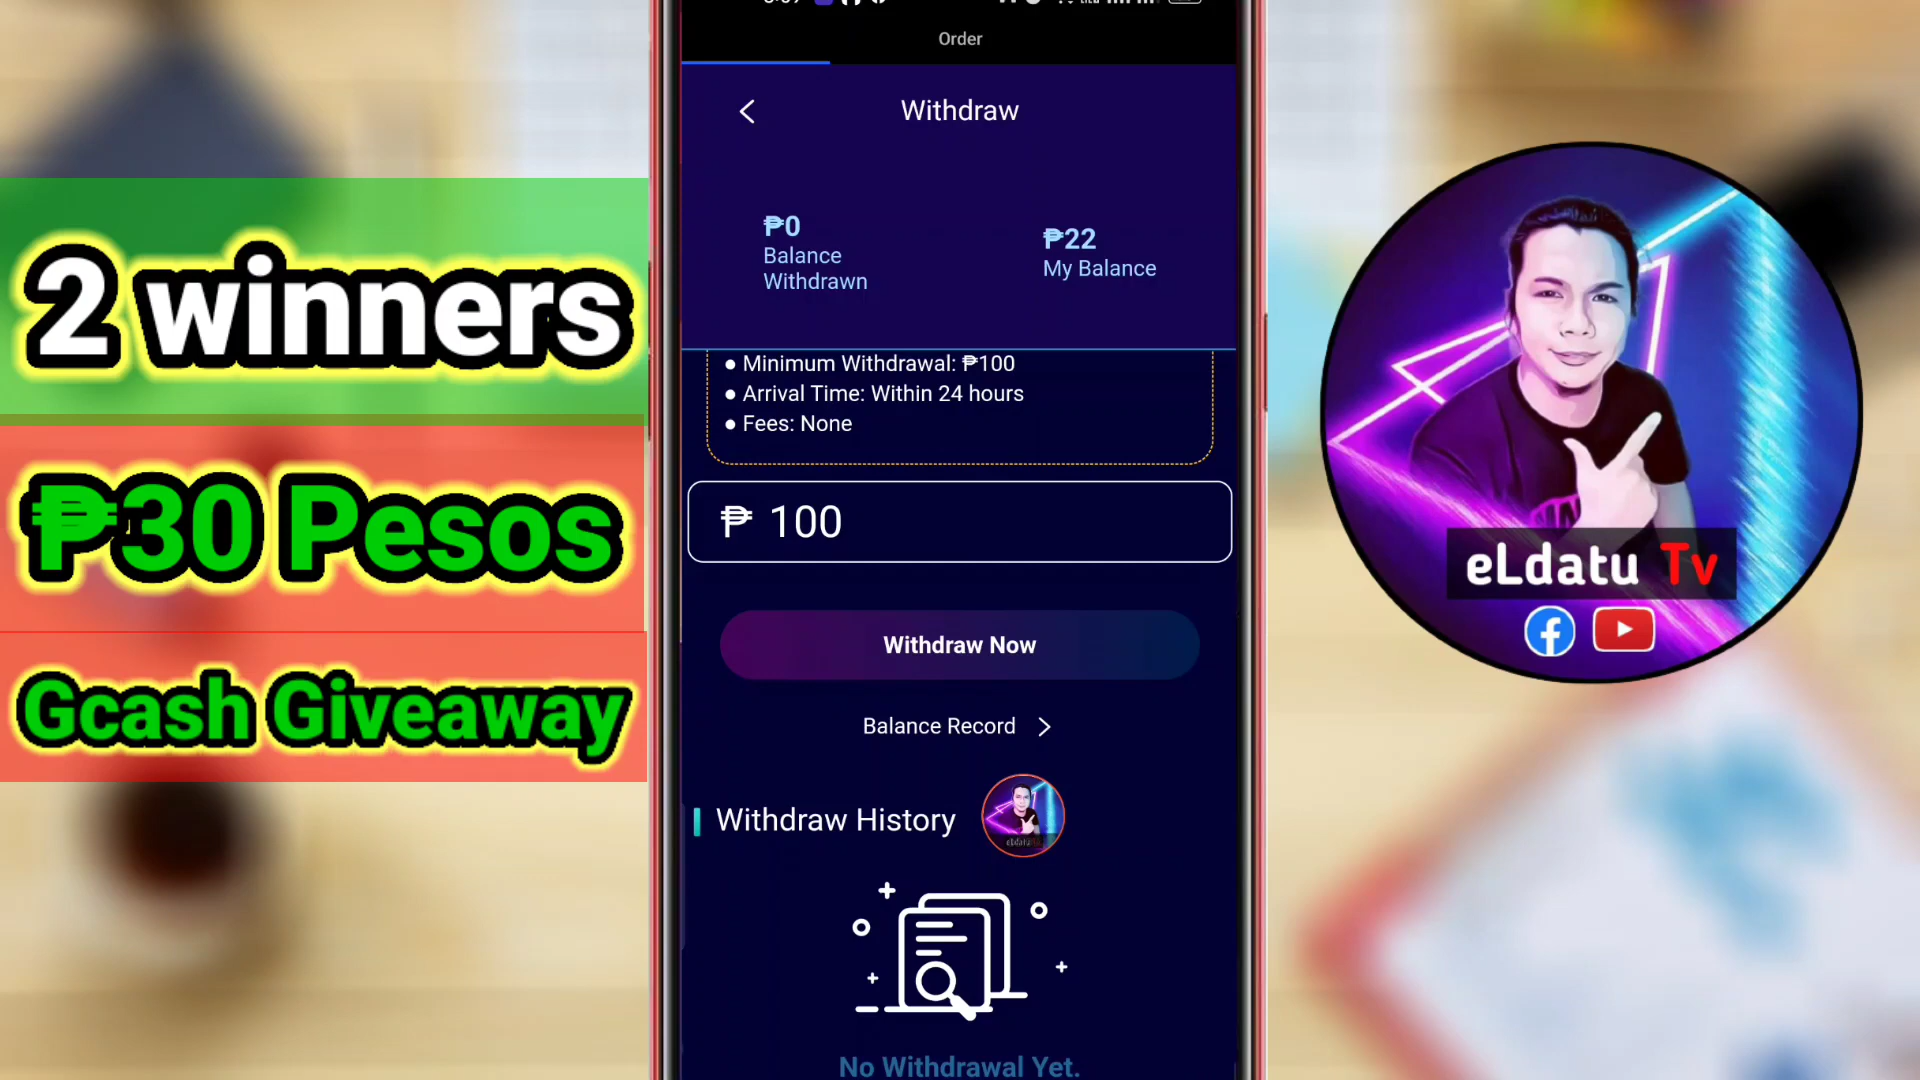 Order
Withdraw
₱0
Balance
Withdrawn
₱22
My Balance
● Minimum Withdrawal: ₱100
● Arrival Time: Within 24 hours
● Fees: None
₱ 100
Withdraw Now
Balance Record
Withdraw History
No Withdrawal Yet.
2 winners
₱30 Pesos
Gcash Giveaway
eLdatu Tv